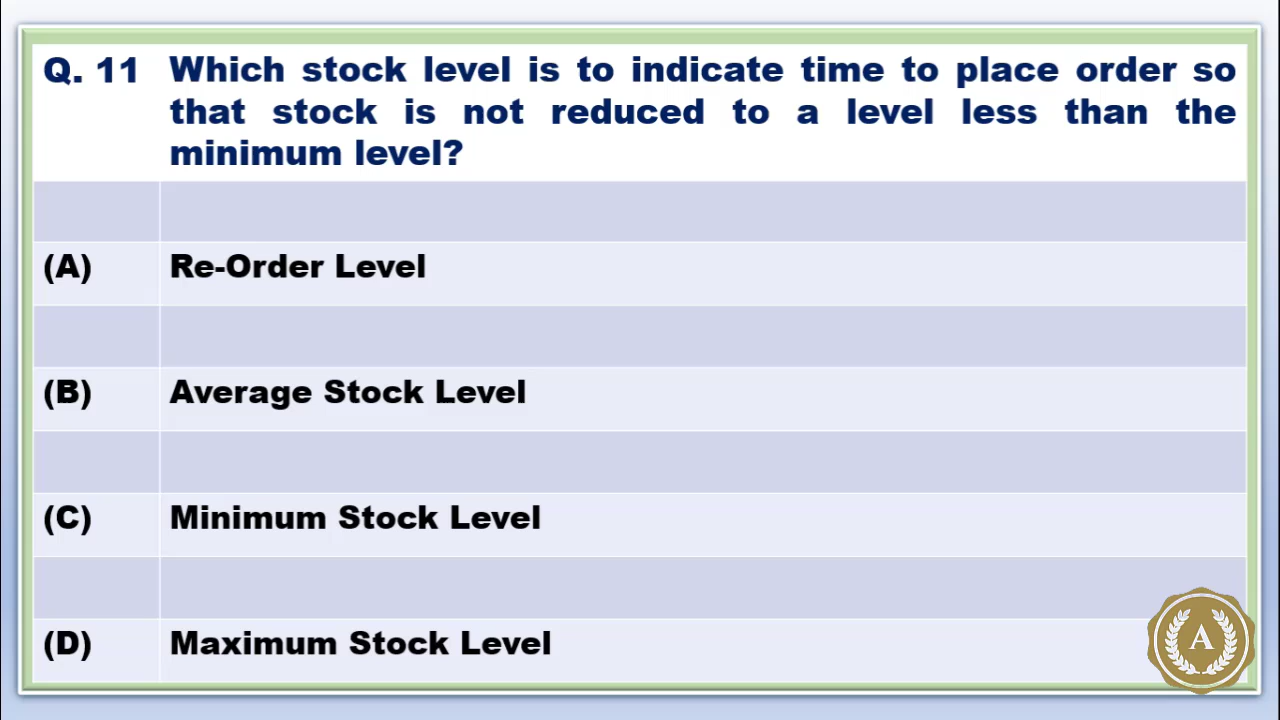 Q. 11 Which stock level is to indicate time to place order so
that stock is not reduced to a level less than the
minimum level?
(A) Re-Order Level
(B) Average Stock Level
(C) Minimum Stock Level
(D) Maximum Stock Level
A